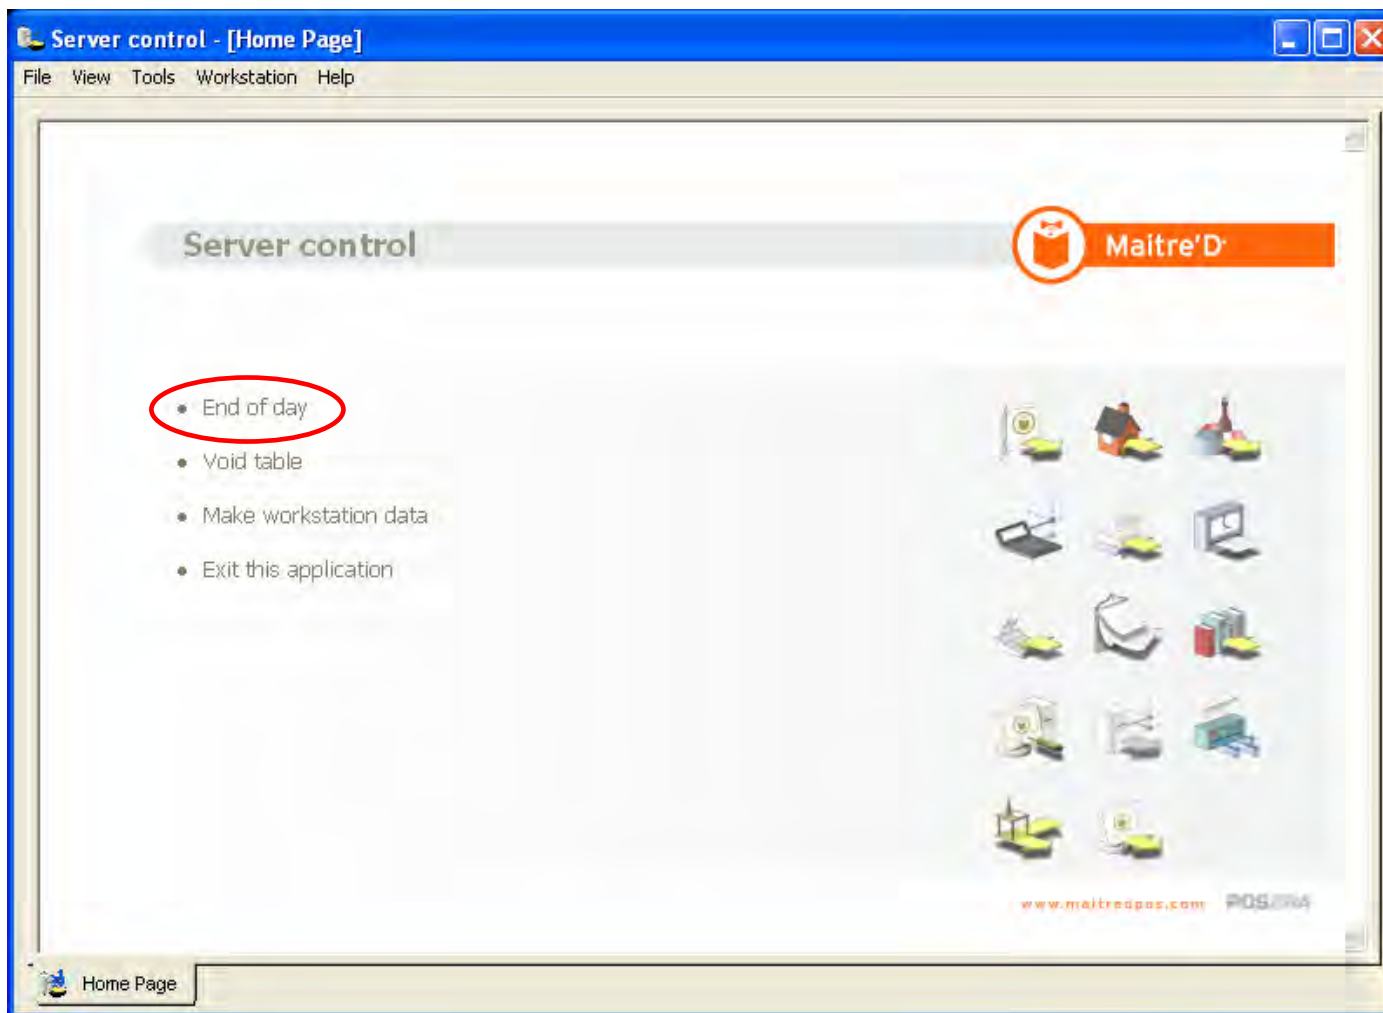 Server control - [Home Page]
File View Tools Workstation Help
Server control
Maitre'D
End of day
Void table
Make workstation data
Exit this application
www.maitredpos.com POSERA
Home Page